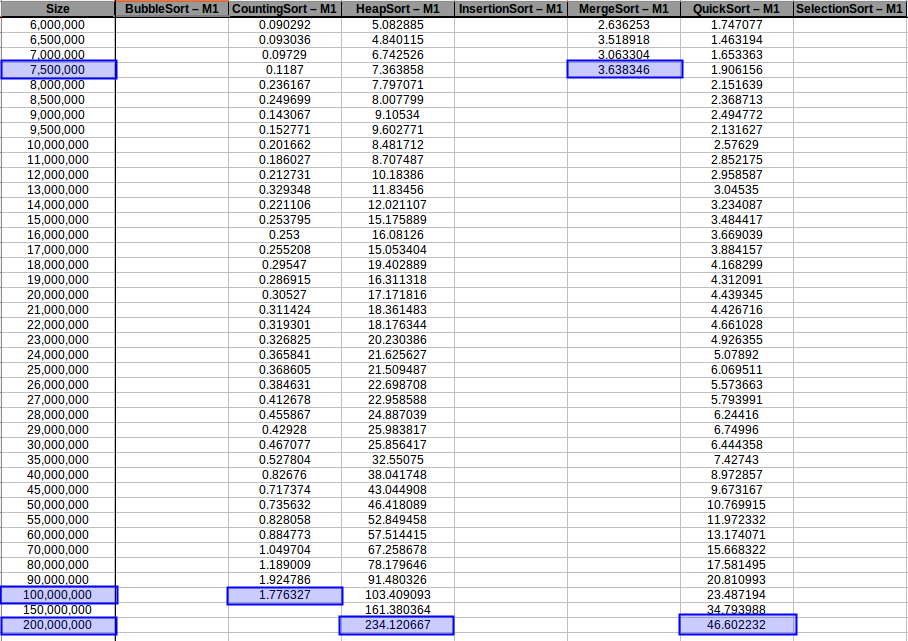 Size BubbleSort – M1 CountingSort – M1 HeapSort – M1 InsertionSort – M1 MergeSort – M1 QuickSort – M1 SelectionSort – M1
6,000,000 0.090292 5.082885 2.636253 1.747077
6,500,000 0.093036 4.840115 3.518918 1.463194
7,000,000 0.09729 6.742526 3.063304 1.653363
7,500,000 0.1187 7.363858 3.638346 1.906156
8,000,000 0.236167 7.797071 2.151639
8,500,000 0.249699 8.007799 2.368713
9,000,000 0.143067 9.10534 2.494772
9,500,000 0.152771 9.602771 2.131627
10,000,000 0.201662 8.481712 2.57629
11,000,000 0.186027 8.707487 2.852175
12,000,000 0.212731 10.18386 2.958587
13,000,000 0.329348 11.83456 3.04535
14,000,000 0.221106 12.021107 3.234087
15,000,000 0.253795 15.175889 3.484417
16,000,000 0.253 16.08126 3.669039
17,000,000 0.255208 15.053404 3.884157
18,000,000 0.29547 19.402889 4.168299
19,000,000 0.286915 16.311318 4.312091
20,000,000 0.30527 17.171816 4.439345
21,000,000 0.311424 18.361483 4.426716
22,000,000 0.319301 18.176344 4.661028
23,000,000 0.326825 20.230386 4.926355
24,000,000 0.365841 21.625627 5.07892
25,000,000 0.368605 21.509487 6.069511
26,000,000 0.384631 22.698708 5.573663
27,000,000 0.412678 22.958588 5.793991
28,000,000 0.455867 24.887039 6.24416
29,000,000 0.42928 25.983817 6.74996
30,000,000 0.467077 25.856417 6.444358
35,000,000 0.527804 32.55075 7.42743
40,000,000 0.82676 38.041748 8.972857
45,000,000 0.717374 43.044908 9.673167
50,000,000 0.735632 46.418089 10.769915
55,000,000 0.828058 52.849458 11.972332
60,000,000 0.884773 57.514415 13.174071
70,000,000 1.049704 67.258678 15.668322
80,000,000 1.189009 78.179646 17.581495
90,000,000 1.924786 91.480326 20.810993
100,000,000 1.776327 103.409093 23.487194
150,000,000 161.380364 34.793988
200,000,000 234.120667 46.602232